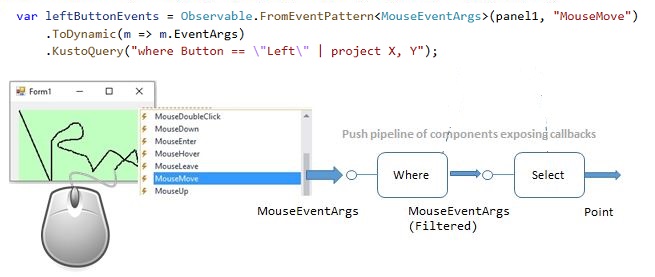 var leftButtonEvents = Observable.FromEventPattern<MouseEventArgs>(panel1, "MouseMove")
.ToDynamic(m => m.EventArgs)
.KustoQuery("where Button == \"Left\" | project X, Y");
Form1
MouseDoubleClick
MouseDown
MouseEnter
MouseHover
MouseLeave
MouseMove
MouseUp
Push pipeline of components exposing callbacks
Where
Select
MouseEventArgs
MouseEventArgs
(Filtered)
Point